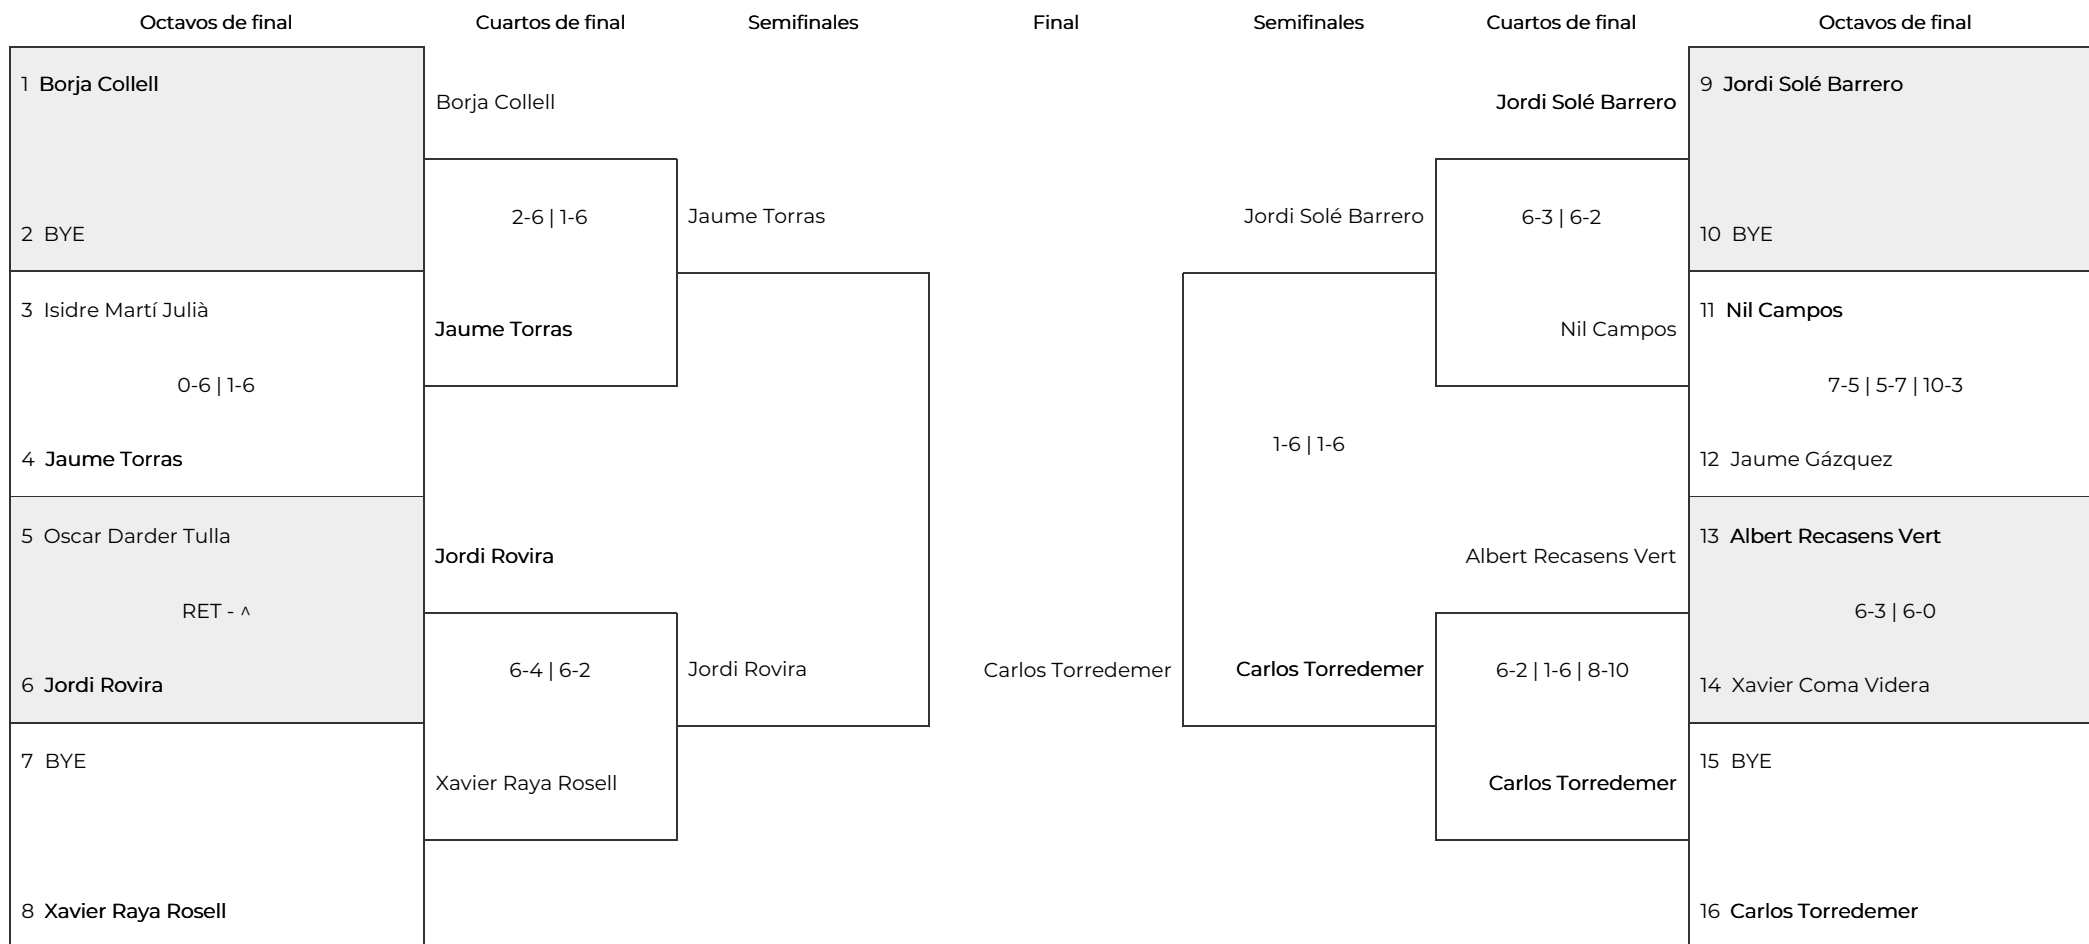 Octavos de final
Cuartos de final
Semifinales
Final
Semifinales
Cuartos de final
Octavos de final
1 Borja Collell
2 BYE
3 Isidre Martí Julià
0-6 | 1-6
4 Jaume Torras
5 Oscar Darder Tulla
RET - ^
6 Jordi Rovira
7 BYE
8 Xavier Raya Rosell
Borja Collell
2-6 | 1-6
Jaume Torras
Jordi Rovira
6-4 | 6-2
Xavier Raya Rosell
Jaume Torras
Jordi Rovira
Carlos Torredemer
Jordi Solé Barrero
1-6 | 1-6
Carlos Torredemer
Jordi Solé Barrero
6-3 | 6-2
Nil Campos
Albert Recasens Vert
6-2 | 1-6 | 8-10
Carlos Torredemer
9 Jordi Solé Barrero
10 BYE
11 Nil Campos
7-5 | 5-7 | 10-3
12 Jaume Gázquez
13 Albert Recasens Vert
6-3 | 6-0
14 Xavier Coma Videra
15 BYE
16 Carlos Torredemer